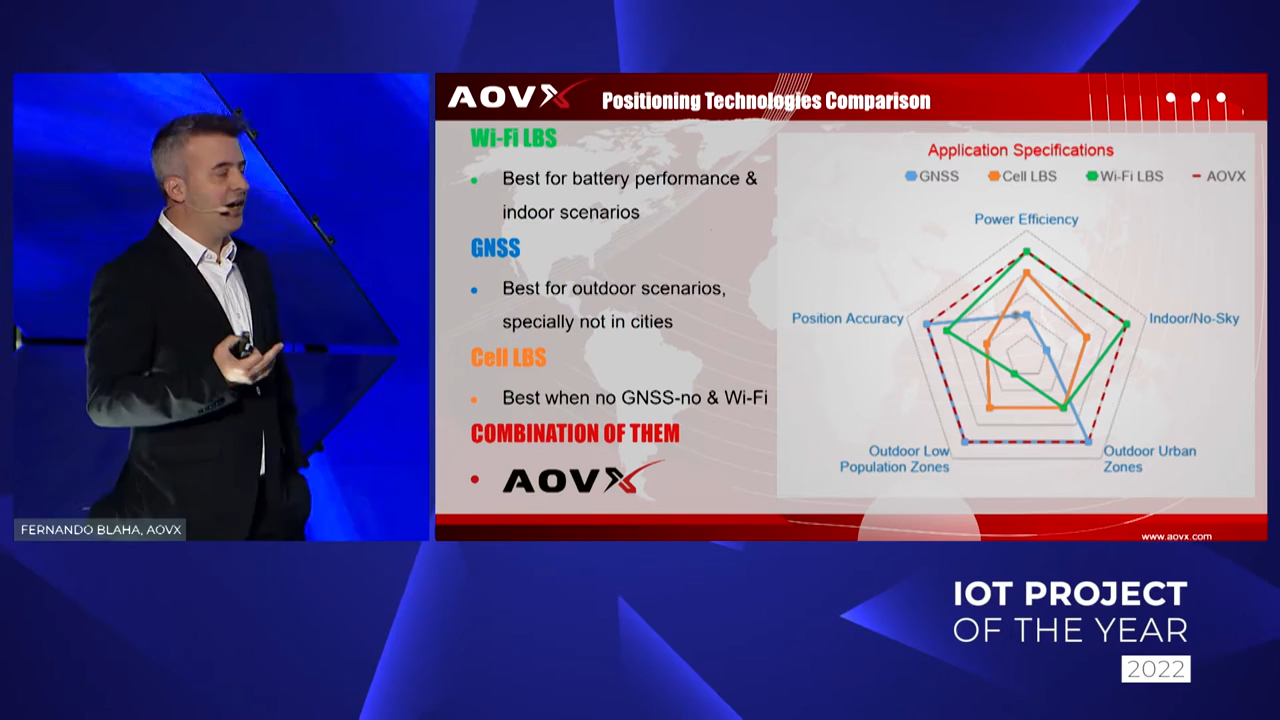 AOVX
Positioning Technologies Comparison
Wi-Fi LBS
• Best for battery performance &
indoor scenarios
GNSS
• Best for outdoor scenarios,
specially not in cities
Cell LBS
• Best when no GNSS-no & Wi-Fi
COMBINATION OF THEM
• AOVX
Application Specifications
GNSS Cell LBS Wi-Fi LBS AOVX
Power Efficiency
Position Accuracy
Indoor/No-Sky
Outdoor Low
Population Zones
Outdoor Urban
Zones
www.aovx.com
FERNANDO BLAHA, AOVX
IOT PROJECT
OF THE YEAR
2022